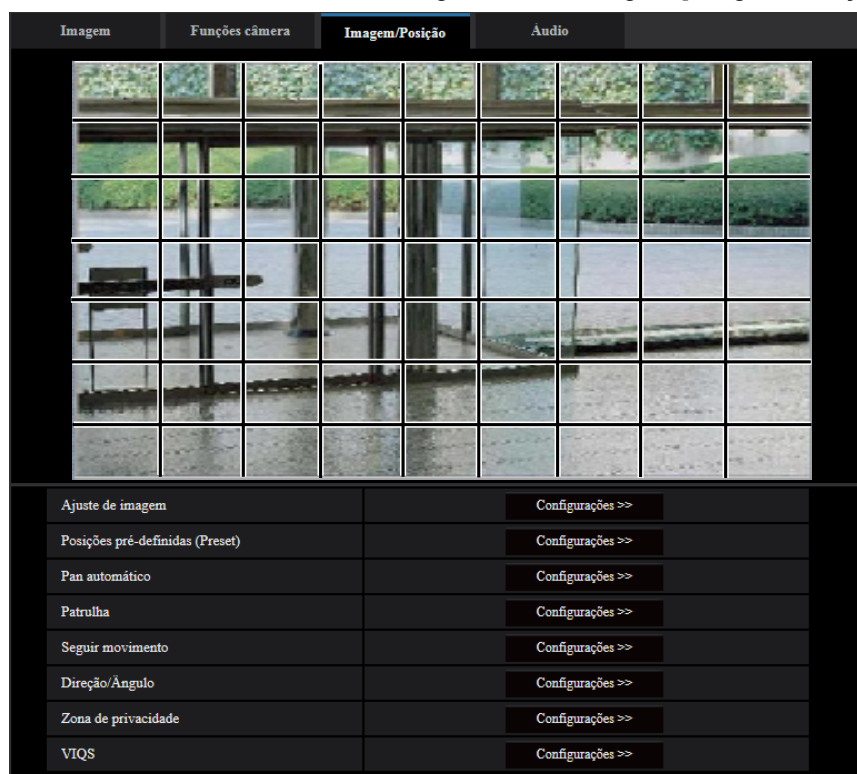 Imagem Funções câmera Imagem/Posição Áudio
Ajuste de imagem Configurações >>
Posições pré-definidas (Preset) Configurações >>
Pan automático Configurações >>
Patrulha Configurações >>
Seguir movimento Configurações >>
Direção/Ângulo Configurações >>
Zona de privacidade Configurações >>
VIQS Configurações >>